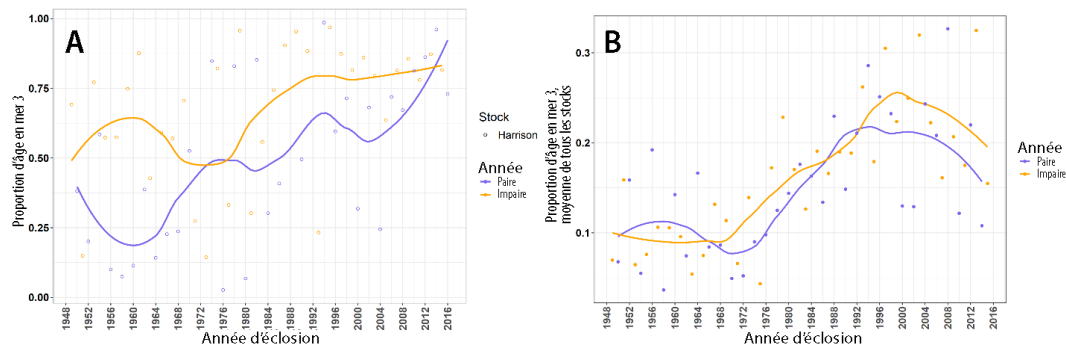 A
Proportion d'âge en mer 3
1.00
0.75
0.50
0.25
0.00
1948 1952 1956 1960 1964 1968 1972 1976 1980 1984 1988 1992 1996 2000 2004 2008 2012 2016
Année d'éclosion
Stock
Harrison
Année
Paire
Impaire
B
Proportion d'âge en mer 3,
moyenne de tous les stocks
0.3
0.2
0.1
1948 1952 1956 1960 1964 1968 1972 1976 1980 1984 1988 1992 1996 2000 2004 2008 2012 2016
Année d'éclosion
Année
Paire
Impaire